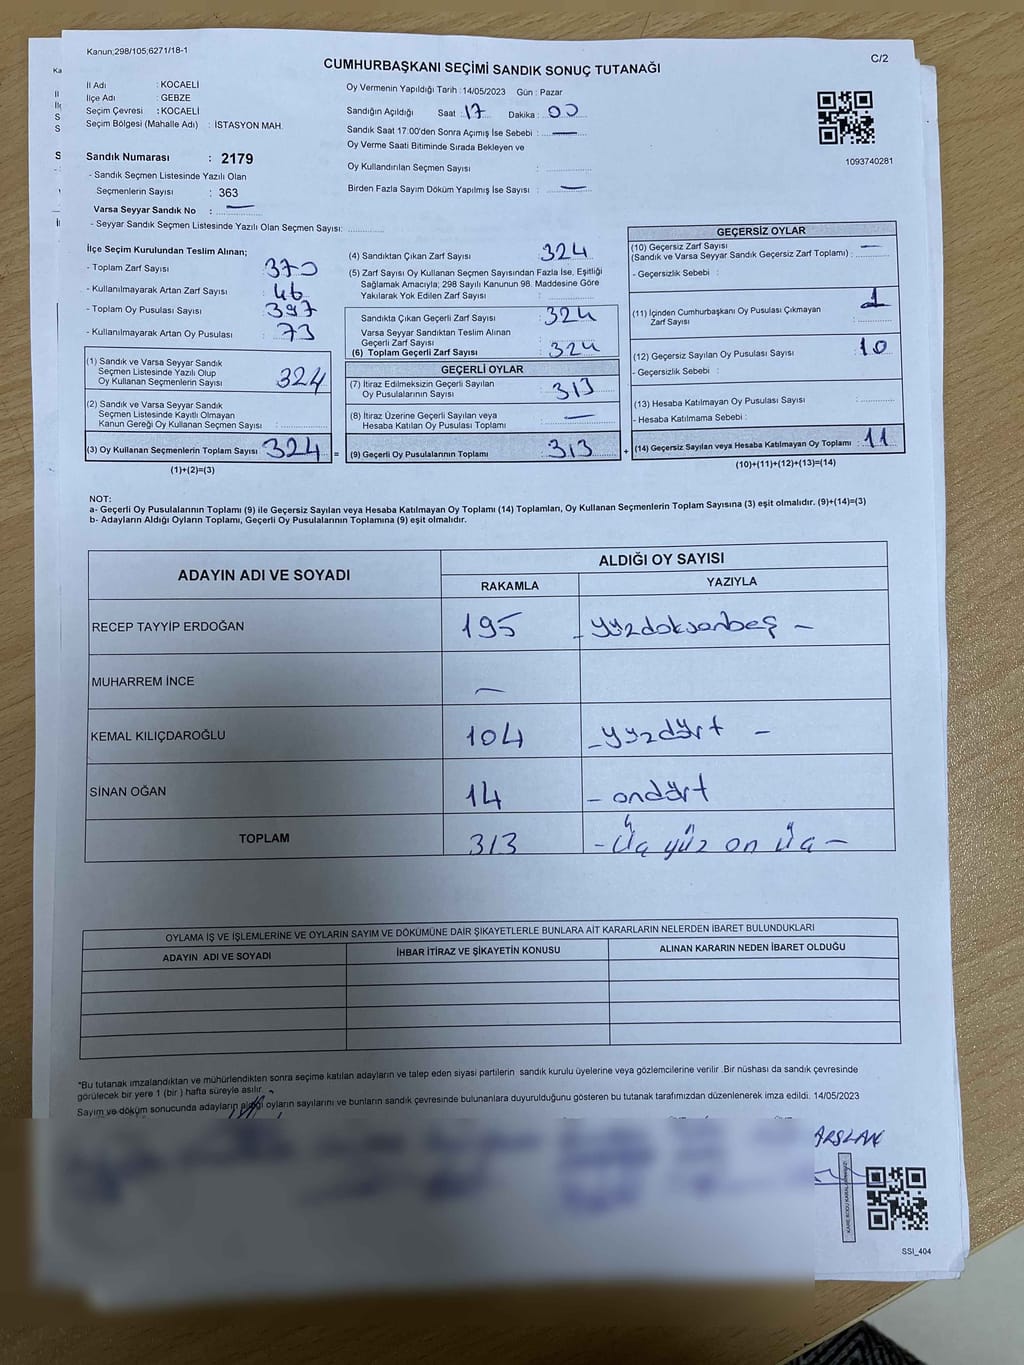 Kanun;298/105;6271/18-1
C/2
CUMHURBAŞKANI SEÇİMİ SANDIK SONUÇ TUTANAĞI
İl Adı : KOCAELİ
İlçe Adı : GEBZE
Seçim Çevresi : KOCAELİ
Seçim Bölgesi (Mahalle Adı) : İSTASYON MAH.
Sandık Numarası : 2179
- Sandık Seçmen Listesinde Yazılı Olan
Seçmenlerin Sayısı : 363
Varsa Seyyar Sandık No : —
- Seyyar Sandık Seçmen Listesinde Yazılı Olan Seçmen Sayısı: ............
Oy Vermenin Yapıldığı Tarih : 14/05/2023 Gün : Pazar
Sandığın Açıldığı Saat : 17 Dakika : 00
Sandık Saat 17.00'den Sonra Açımış İse Sebebi : —
Oy Verme Saati Bitiminde Sırada Bekleyen ve
Oy Kullandırılan Seçmen Sayısı : ............
Birden Fazla Sayım Döküm Yapılmış İse Sayısı : —
1093740281
İlçe Seçim Kurulundan Teslim Alınan;
- Toplam Zarf Sayısı : 370
- Kullanılmayarak Artan Zarf Sayısı : 46
- Toplam Oy Pusulası Sayısı : 397
- Kullanılmayarak Artan Oy Pusulası : 73
(1) Sandık ve Varsa Seyyar Sandık
Seçmen Listesinde Yazılı Olup
Oy Kullanan Seçmenlerin Sayısı : 324
(2) Sandık ve Varsa Seyyar Sandık
Seçmen Listesinde Kayıtlı Olmayan
Kanun Gereği Oy Kullanan Seçmen Sayısı : ............
(3) Oy Kullanan Seçmenlerin Toplam Sayısı : 324 =
(1)+(2)=(3)
(4) Sandıktan Çıkan Zarf Sayısı : 324
(5) Zarf Sayısı Oy Kullanan Seçmen Sayısından Fazla İse, Eşitliği
Sağlamak Amacıyla; 298 Sayılı Kanunun 98. Maddesine Göre
Yakılarak Yok Edilen Zarf Sayısı : ............
Sandıkta Çıkan Geçerli Zarf Sayısı : 324
Varsa Seyyar Sandıktan Teslim Alınan
Geçerli Zarf Sayısı : ............
(6) Toplam Geçerli Zarf Sayısı : 324
GEÇERLİ OYLAR
(7) İtiraz Edilmeksizin Geçerli Sayılan
Oy Pusulalarının Sayısı : 313
(8) İtiraz Üzerine Geçerli Sayılan veya
Hesaba Katılan Oy Pusulası Toplamı : —
(9) Geçerli Oy Pusulalarının Toplamı : 313 +
GEÇERSİZ OYLAR
(10) Geçersiz Zarf Sayısı —
(Sandık ve Varsa Seyyar Sandık Geçersiz Zarf Toplamı) : ............
- Geçersizlik Sebebi :
(11) İçinden Cumhurbaşkanı Oy Pusulası Çıkmayan
Zarf Sayısı : 1
(12) Geçersiz Sayılan Oy Pusulası Sayısı : 10
- Geçersizlik Sebebi :
(13) Hesaba Katılmayan Oy Pusulası Sayısı : ............
- Hesaba Katılmama Sebebi :
(14) Geçersiz Sayılan veya Hesaba Katılmayan Oy Toplamı : 11
(10)+(11)+(12)+(13)=(14)
NOT:
a- Geçerli Oy Pusulalarının Toplamı (9) ile Geçersiz Sayılan veya Hesaba Katılmayan Oy Toplamı (14) Toplamları, Oy Kullanan Seçmenlerin Toplam Sayısına (3) eşit olmalıdır. (9)+(14)=(3)
b- Adayların Aldığı Oyların Toplamı, Geçerli Oy Pusulalarının Toplamına (9) eşit olmalıdır.
ADAYIN ADI VE SOYADI
ALDIĞI OY SAYISI
RAKAMLA YAZIYLA
RECEP TAYYİP ERDOĞAN 195 - yüzdoksanbeş -
MUHARREM İNCE —
KEMAL KILIÇDAROĞLU 104 - yüzdört -
SİNAN OĞAN 14 - ondört
TOPLAM 313 - Üç yüz on üç -
OYLAMA İŞ VE İŞLEMLERİNE VE OYLARIN SAYIM VE DÖKÜMÜNE DAİR ŞİKAYETLERLE BUNLARA AİT KARARLARIN NELERDEN İBARET BULUNDUKLARI
ADAYIN ADI VE SOYADI İHBAR İTİRAZ VE ŞİKAYETİN KONUSU ALINAN KARARIN NEDEN İBARET OLDUĞU
*Bu tutanak imzalandıktan ve mühürlendikten sonra seçime katılan adayların ve talep eden siyasi partilerin sandık kurulu üyelerine veya gözlemcilerine verilir .Bir nüshası da sandık çevresinde
görülecek bir yere 1 (bir ) hafta süreyle asılır.
Sayım ve döküm sonucunda adayların aldığı oyların sayılarını ve bunların sandık çevresinde bulunanlara duyurulduğunu gösteren bu tutanak tarafımızdan düzenlenerek imza edildi. 14/05/2023
ARSLAN
SSI_404